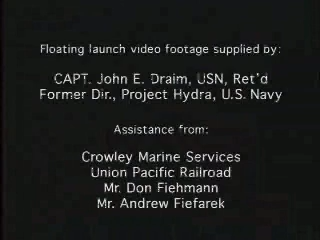 Floating launch video footage supplied by:
CAPT. John E. Draim, USN, Ret'd
Former Dir., Project Hydra, U.S. Navy
Assistance from:
Crowley Marine Services
Union Pacific Railroad
Mr. Don Fiehmann
Mr. Andrew Fiefarek